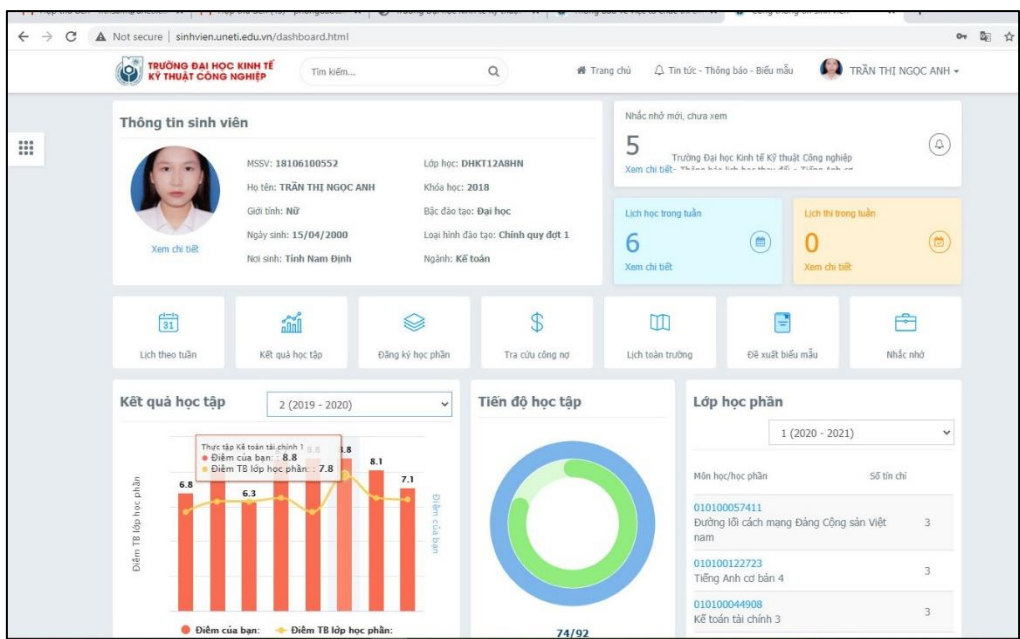 Not secure | sinhvien.uneti.edu.vn/dashboard.html
TRƯỜNG ĐẠI HỌC KINH TẾ
KỸ THUẬT CÔNG NGHIỆP
Tìm kiếm...
Trang chủ
Tin tức - Thông báo - Biểu mẫu
TRẦN THỊ NGỌC ANH
Thông tin sinh viên
MSSV: 18106100552
Lớp học: DHKT12A8HN
Họ tên: TRẦN THỊ NGỌC ANH
Khóa học: 2018
Giới tính: Nữ
Bậc đào tạo: Đại học
Ngày sinh: 15/04/2000
Loại hình đào tạo: Chính quy đợt 1
Nơi sinh: Tỉnh Nam Định
Ngành: Kế toán
Xem chi tiết
Nhắc nhở mới, chưa xem
5
Trường Đại học Kinh tế Kỹ thuật Công nghiệp
Xem chi tiết - Thông báo lịch học thay đổi - Tiếng Anh cơ
Lịch học trong tuần
6
Xem chi tiết
Lịch thi trong tuần
0
Xem chi tiết
31
Lịch theo tuần
Kết quả học tập
Đăng ký học phần
Tra cứu công nợ
Lịch toàn trường
Đề xuất biểu mẫu
Nhắc nhở
Kết quả học tập
2 (2019 - 2020)
Thực tập Kế toán tài chính 1
Điểm của bạn: : 8.8
Điểm TB lớp học phần: : 7.8
6.8
6.3
8.1
7.1
Điểm TB lớp học phần
Điểm của bạn
Điểm của bạn:
Điểm TB lớp học phần:
Tiến độ học tập
74/92
Lớp học phần
1 (2020 - 2021)
Môn học/học phần
Số tín chỉ
010100057411
Đường lối cách mạng Đảng Cộng sản Việt
nam
3
010100122723
Tiếng Anh cơ bản 4
3
010100044908
Kế toán tài chính 3
3